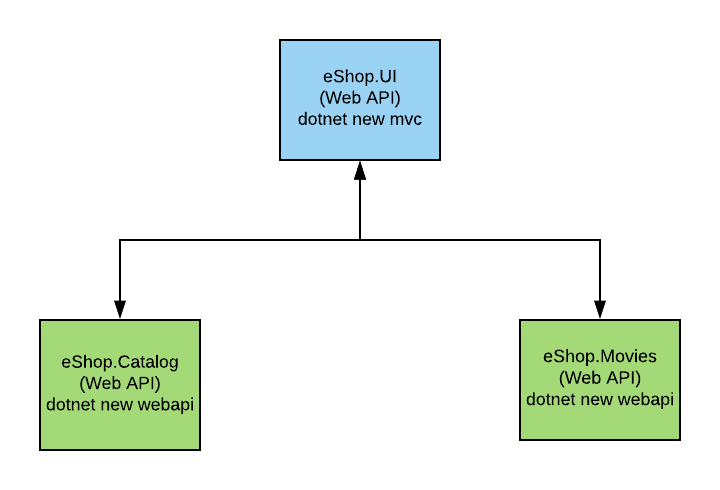 eShop.UI
(Web API)
dotnet new mvc
eShop.Catalog
(Web API)
dotnet new webapi
eShop.Movies
(Web API)
dotnet new webapi